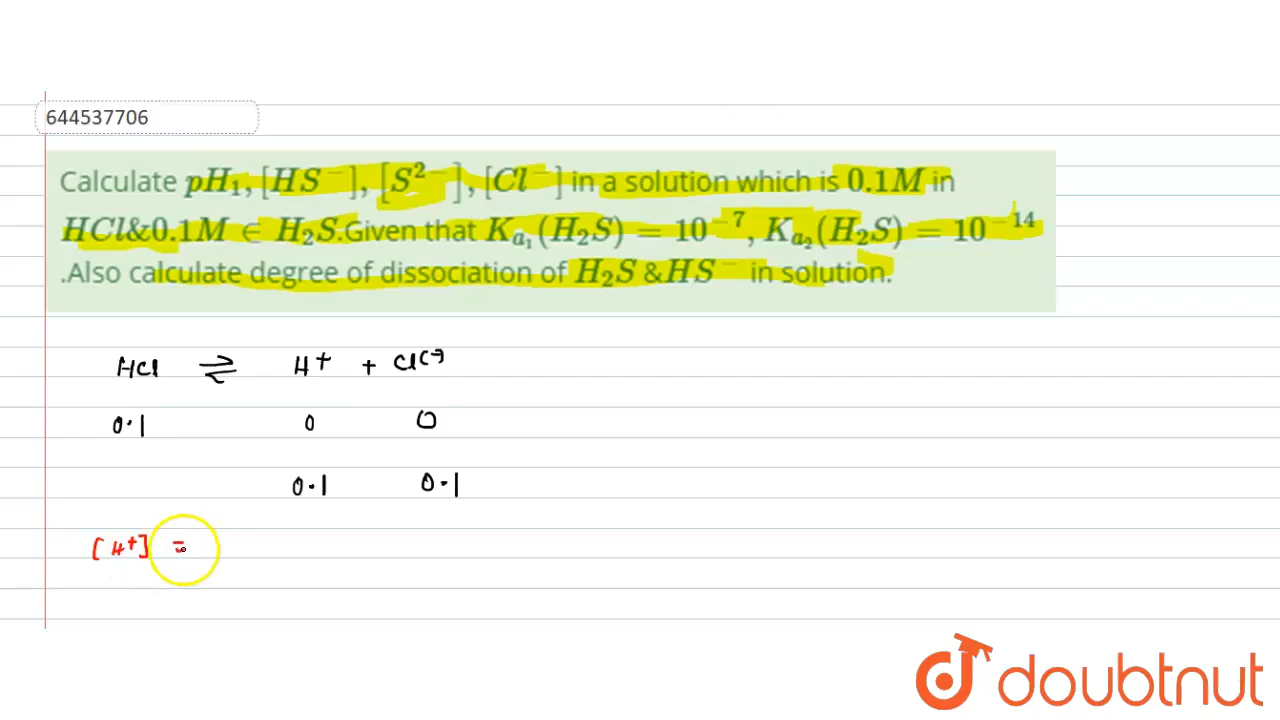 644537706
Calculate pH₁, [HS⁻], [S²⁻], [Cl⁻] in a solution which is 0.1M in
HCl&0.1M ∈ H₂S.Given that Kₐ₁(H₂S) = 10⁻⁷, Kₐ₂(H₂S) = 10⁻¹⁴
.Also calculate degree of dissociation of H₂S &HS⁻ in solution.
HCl ⇌ H⁺ + Cl(-)
0.1 0 0
0.1 0.1
[H⁺] =
doubtnut